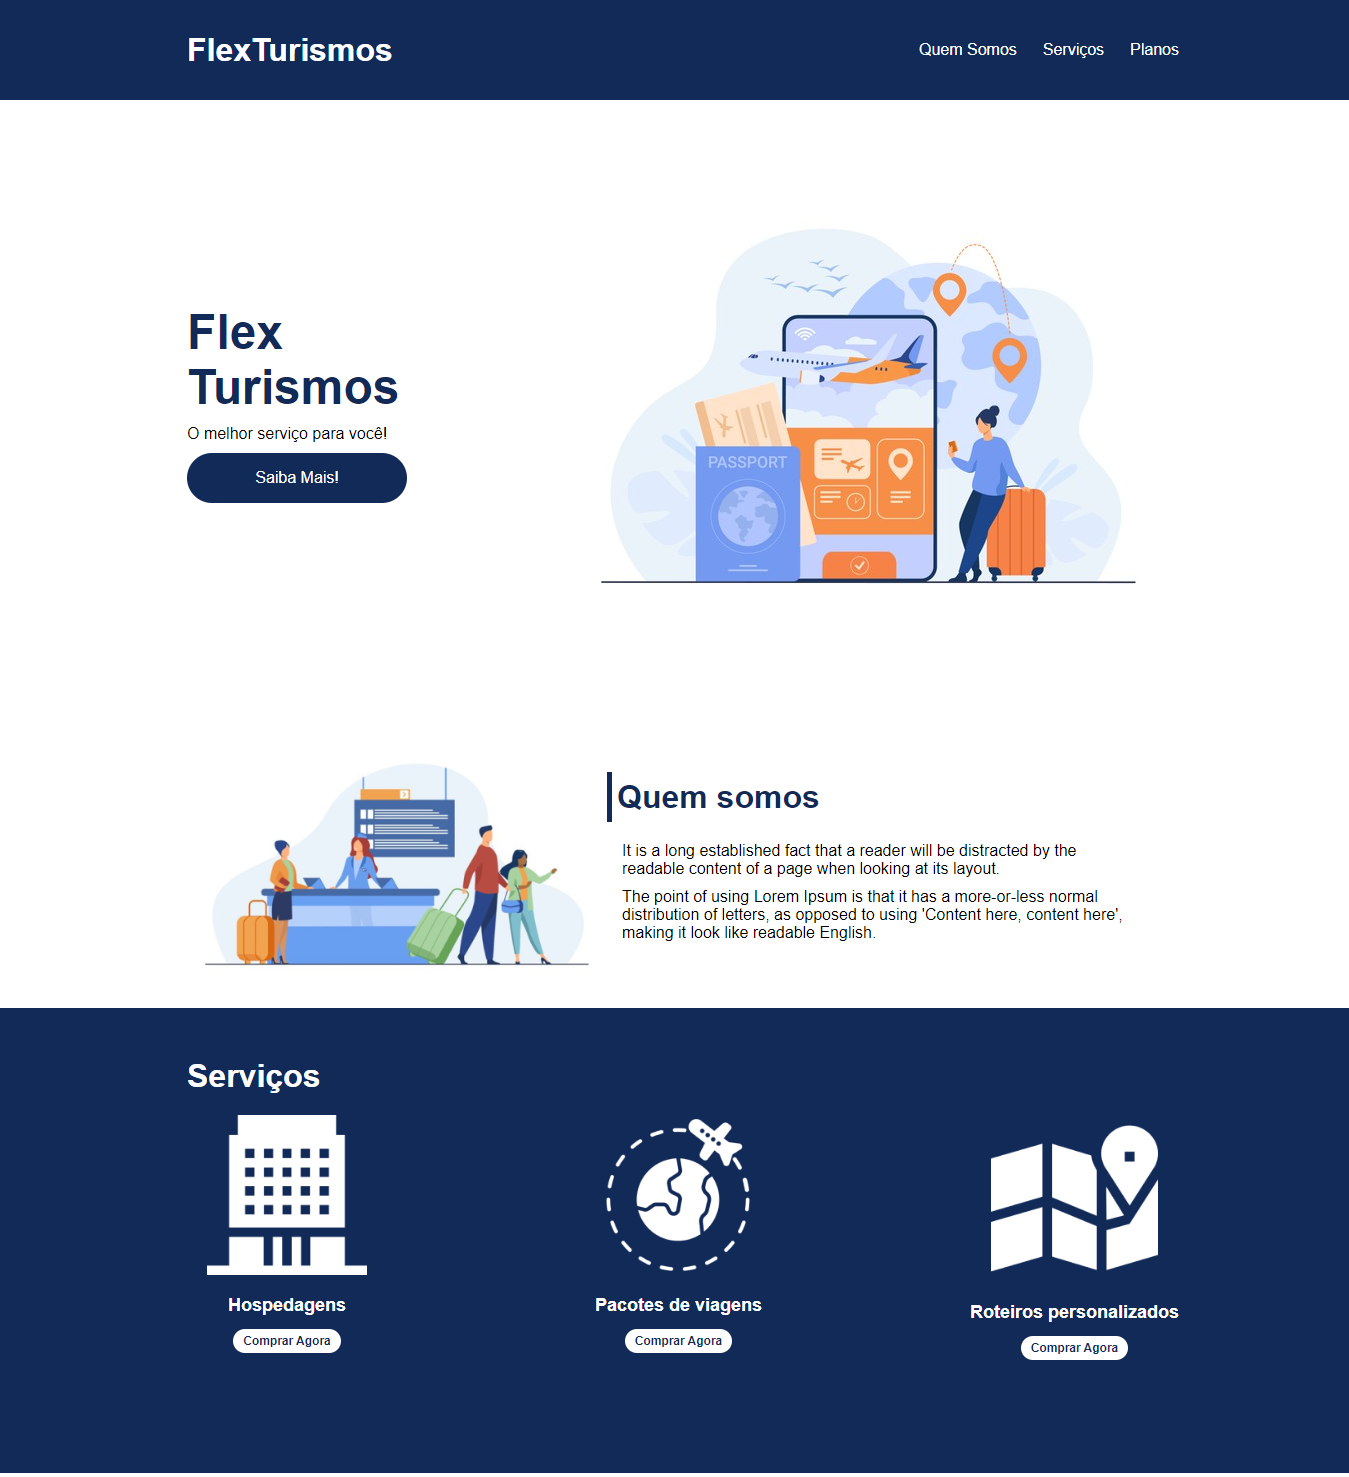 FlexTurismos
Quem Somos
Serviços
Planos
Flex
Turismos
O melhor serviço para você!
Saiba Mais!
PASSPORT
Quem somos
It is a long established fact that a reader will be distracted by the
readable content of a page when looking at its layout.
The point of using Lorem Ipsum is that it has a more-or-less normal
distribution of letters, as opposed to using 'Content here, content here',
making it look like readable English.
Serviços
Hospedagens
Comprar Agora
Pacotes de viagens
Comprar Agora
Roteiros personalizados
Comprar Agora